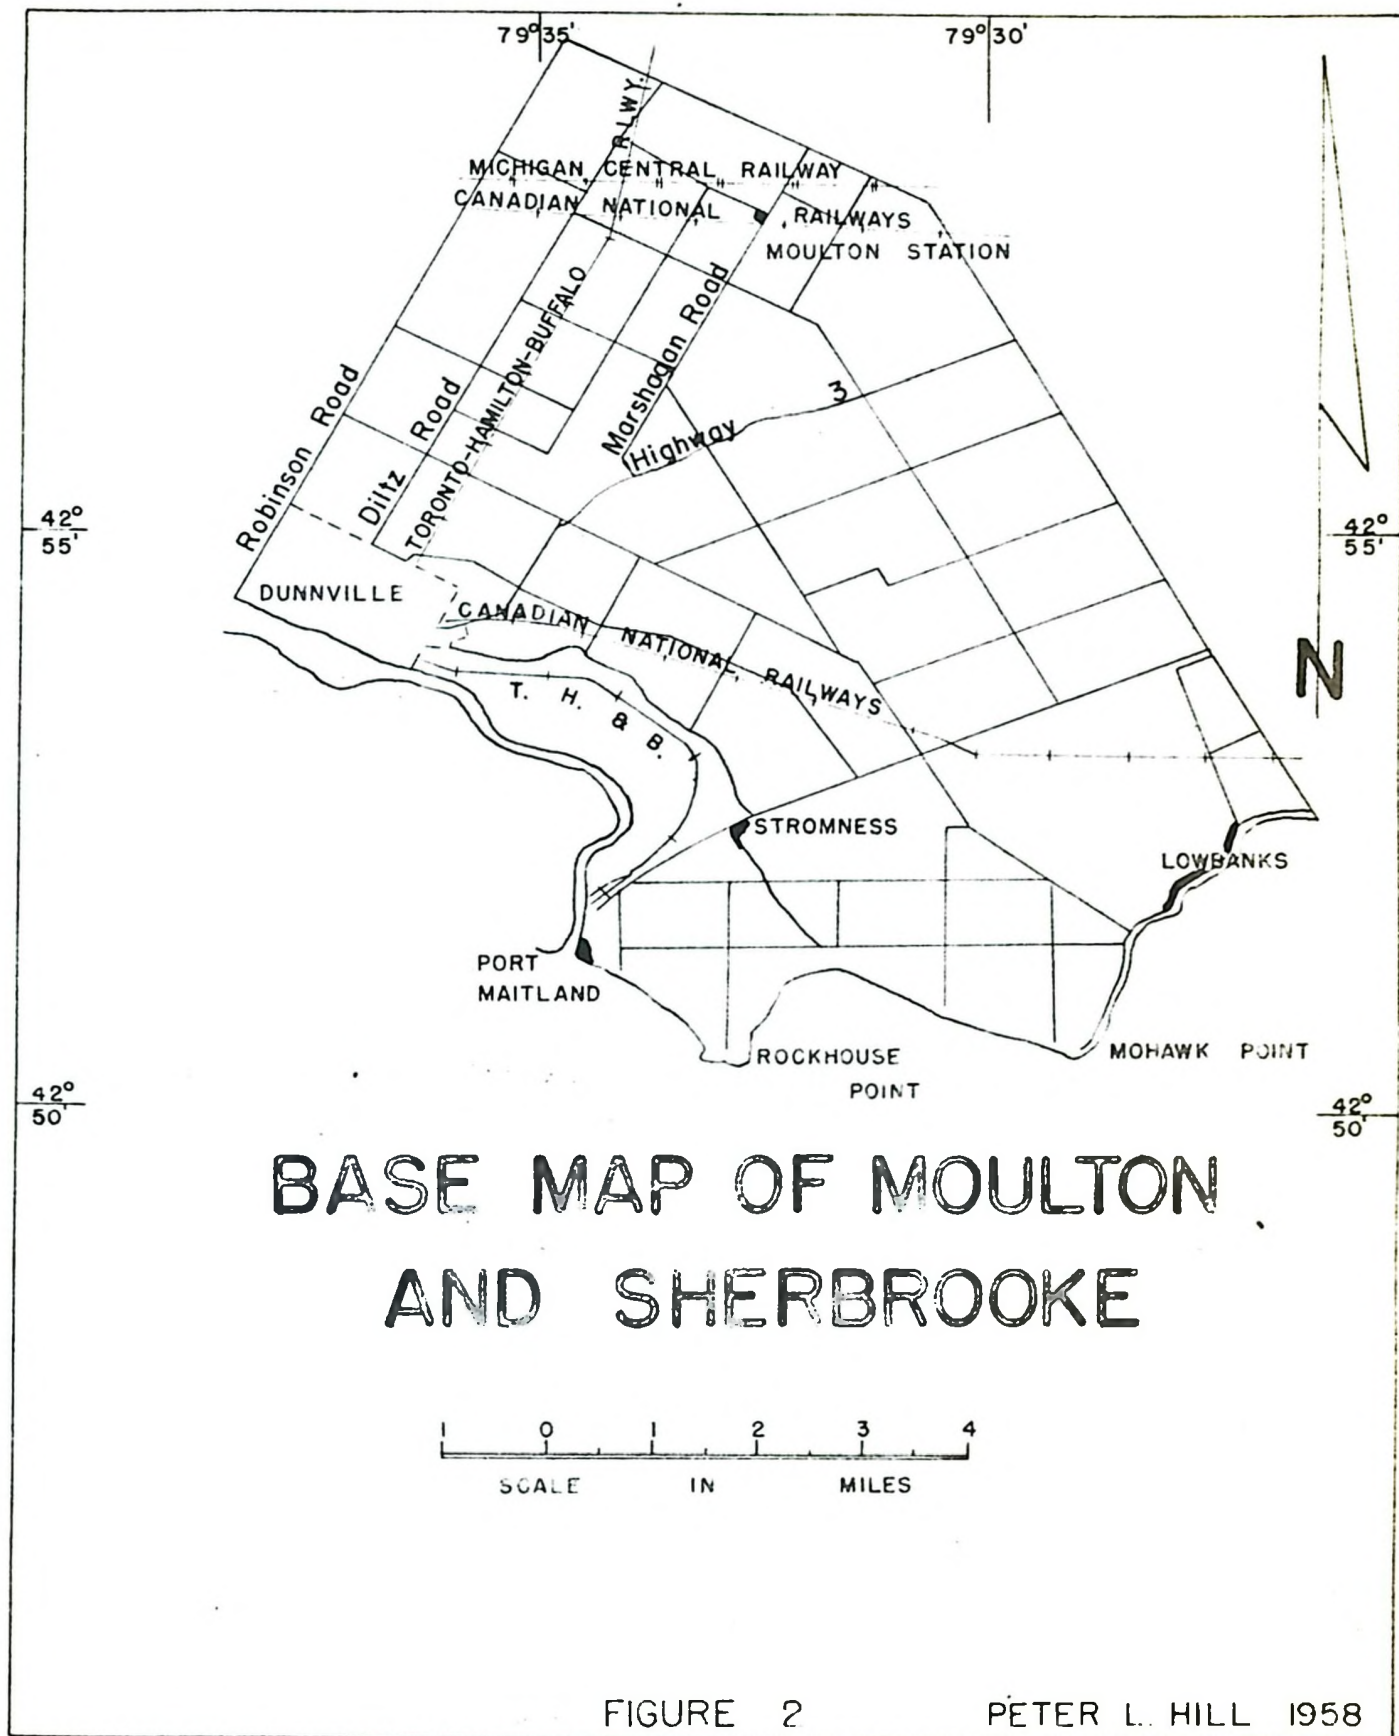 79°35' 79°30'
RLWY.
MICHIGAN CENTRAL RAILWAY
CANADIAN NATIONAL RAILWAYS
MOULTON STATION
TORONTO-HAMILTON-BUFFALO
Marshagan Road
Robinson Road
Diltz Road
Highway 3
42°
55'
42°
55'
DUNNVILLE
CANADIAN NATIONAL RAILWAYS
T. H. & B.
N
STROMNESS
LOWBANKS
PORT
MAITLAND
ROCKHOUSE
POINT
MOHAWK POINT
42°
50'
42°
50'
BASE MAP OF MOULTON
AND SHERBROOKE
1 0 1 2 3 4
SCALE IN MILES
FIGURE 2 PETER L. HILL 1958